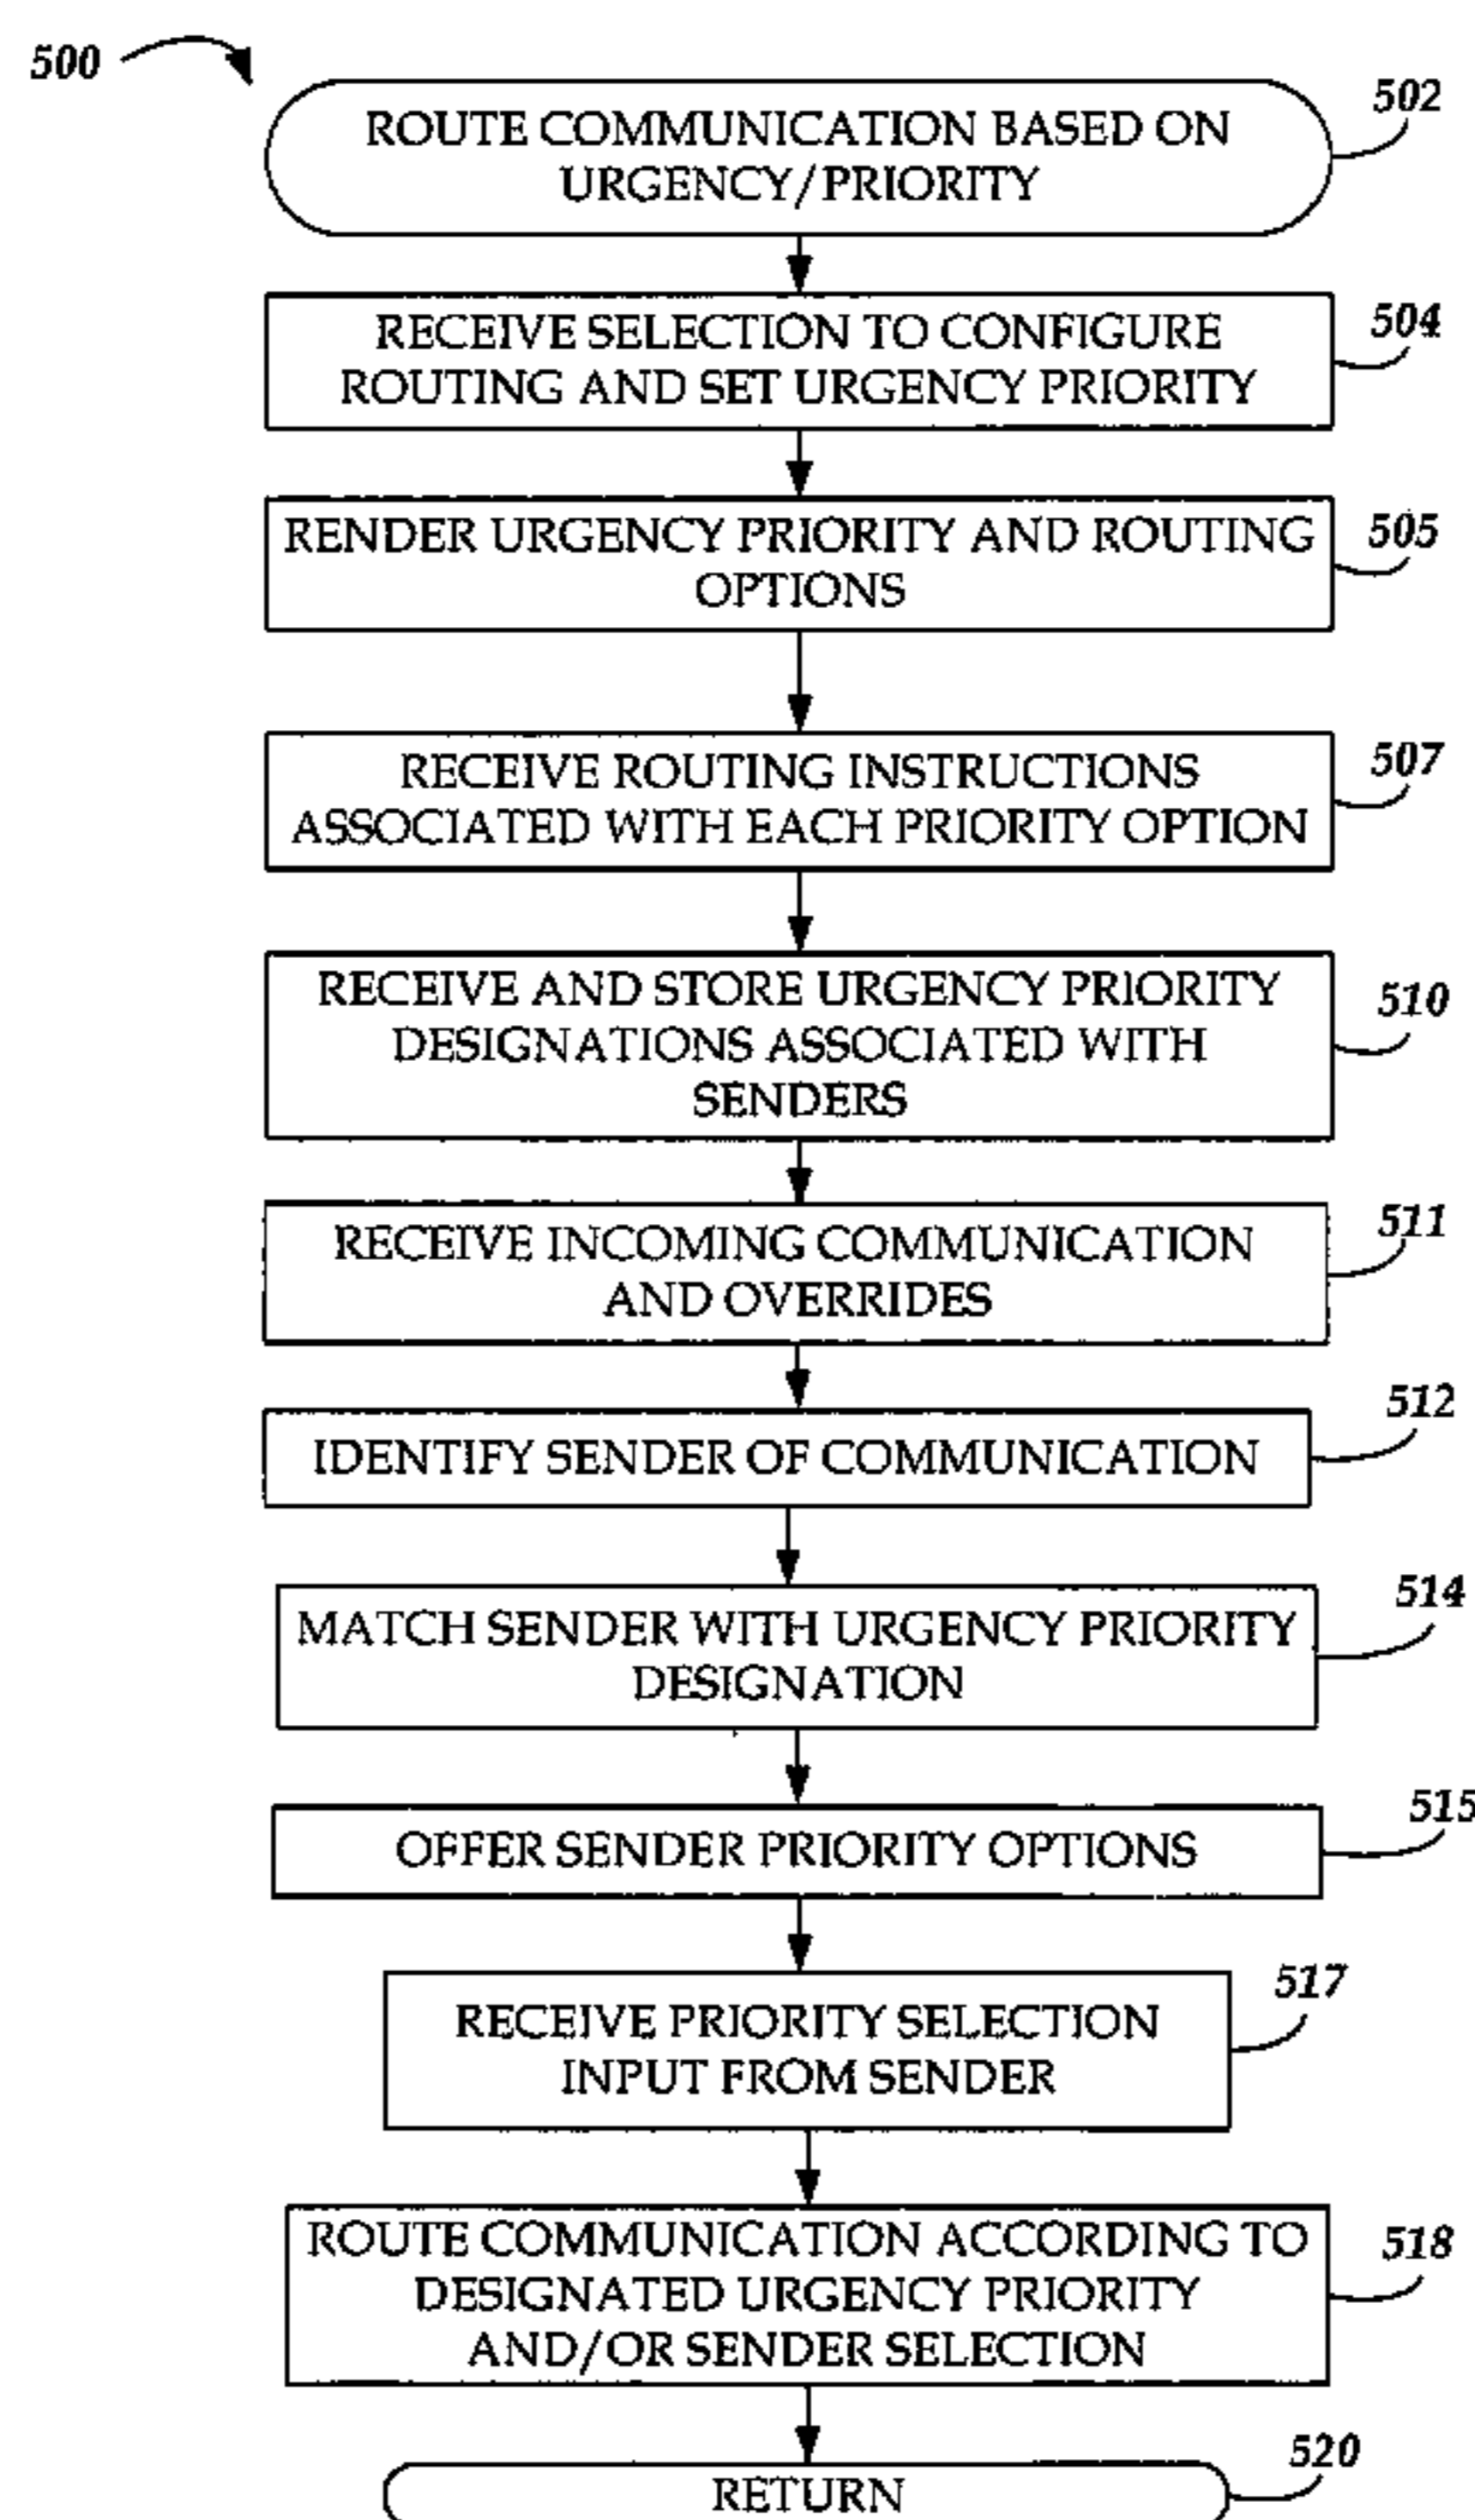 500
502
ROUTE COMMUNICATION BASED ON
URGENCY/PRIORITY
504
RECEIVE SELECTION TO CONFIGURE
ROUTING AND SET URGENCY PRIORITY
505
RENDER URGENCY PRIORITY AND ROUTING
OPTIONS
507
RECEIVE ROUTING INSTRUCTIONS
ASSOCIATED WITH EACH PRIORITY OPTION
510
RECEIVE AND STORE URGENCY PRIORITY
DESIGNATIONS ASSOCIATED WITH
SENDERS
511
RECEIVE INCOMING COMMUNICATION
AND OVERRIDES
512
IDENTIFY SENDER OF COMMUNICATION
514
MATCH SENDER WITH URGENCY PRIORITY
DESIGNATION
515
OFFER SENDER PRIORITY OPTIONS
517
RECEIVE PRIORITY SELECTION
INPUT FROM SENDER
518
ROUTE COMMUNICATION ACCORDING TO
DESIGNATED URGENCY PRIORITY
AND/OR SENDER SELECTION
520
RETURN